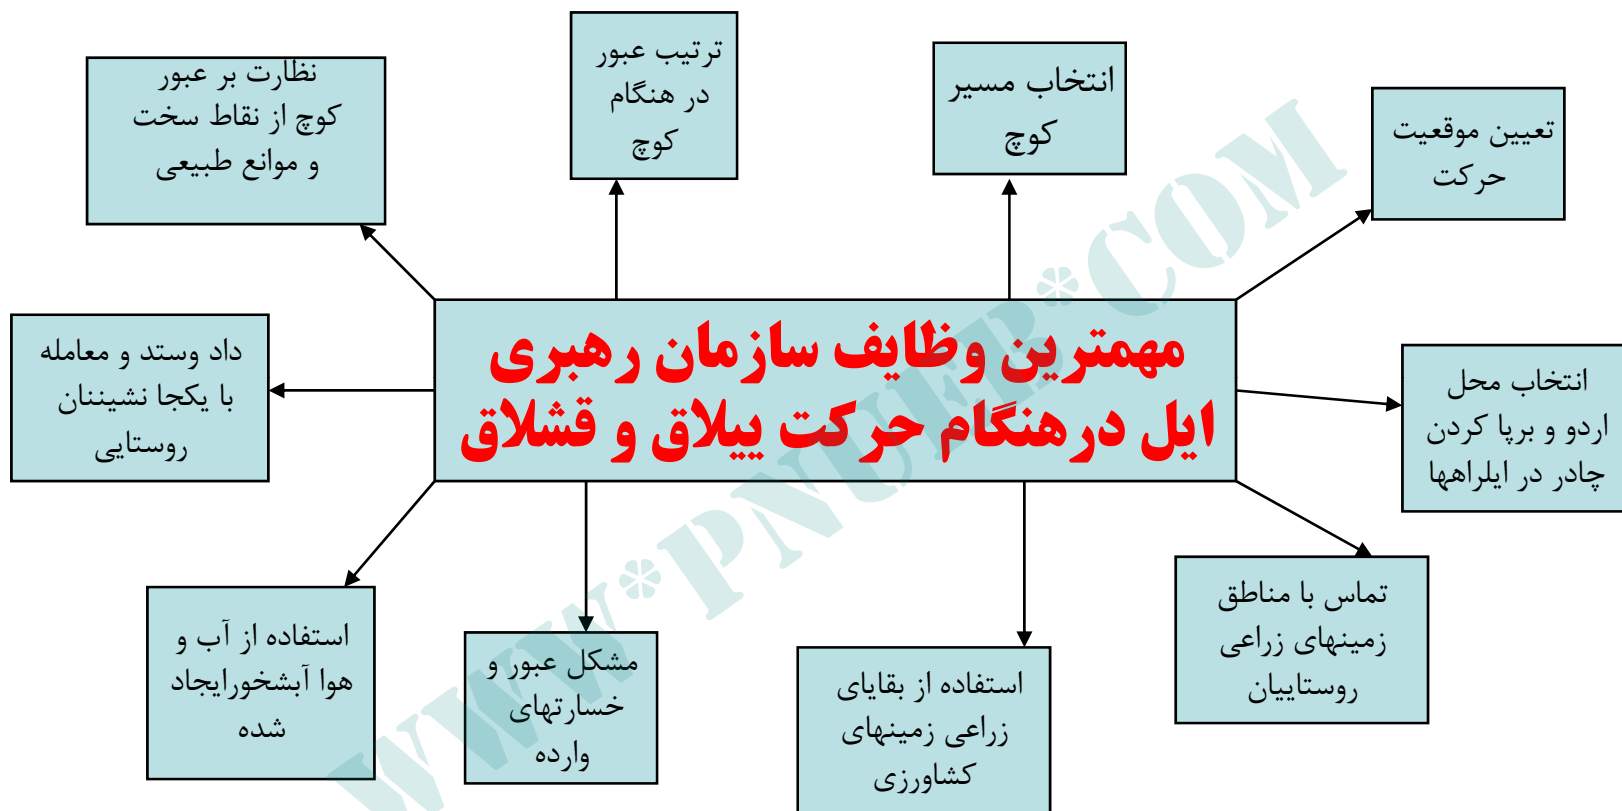 تعیین موقعیت
حرکت
انتخاب مسیر
کوچ
ترتیب عبور
در هنگام
کوچ
نظارت بر عبور
کوچ از نقاط سخت
و موانع طبیعی
مهمترین وظایف سازمان رهبری
ایل درهنگام حرکت ییلاق و قشلاق
انتخاب محل
اردو و برپا کردن
چادر در ایلراهها
داد وستد و معامله
با یکجا نشیننان
روستایی
تماس با مناطق
زمینهای زراعی
روستاییان
استفاده از بقایای
زراعی زمینهای
کشاورزی
مشکل عبور و
خسارتهای
وارده
استفاده از آب و
هوا آبشخورایجاد
شده
WWW*PNUEB*COM